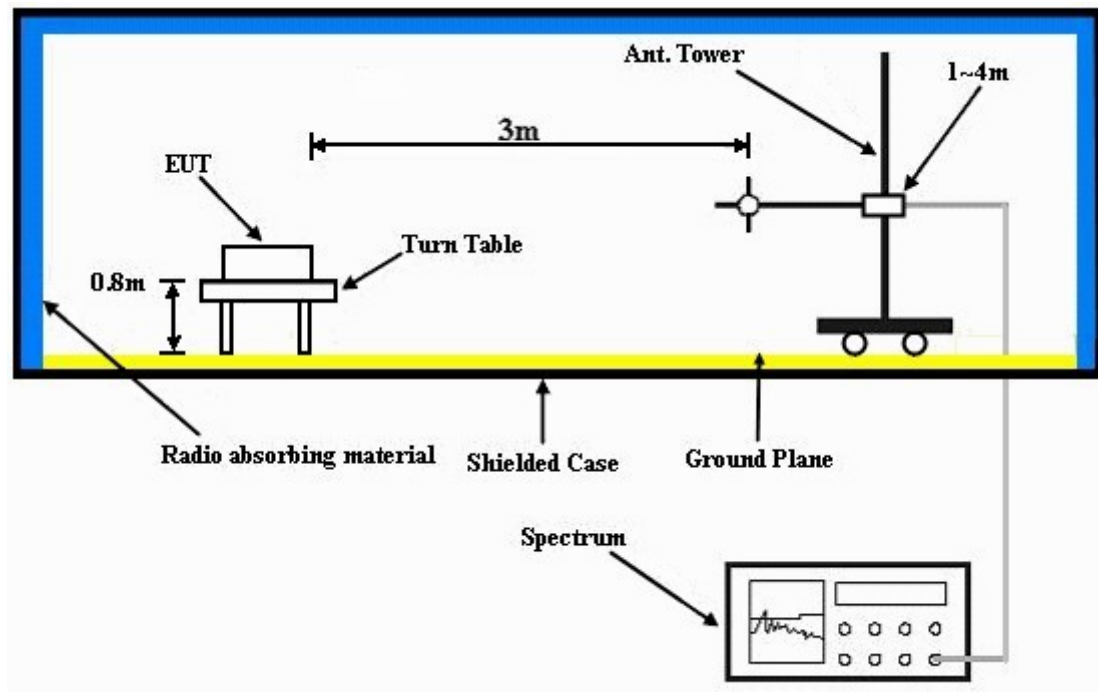 Ant. Tower
1~4m
3m
EUT
Turn Table
0.8m
Radio absorbing material
Shielded Case
Ground Plane
Spectrum